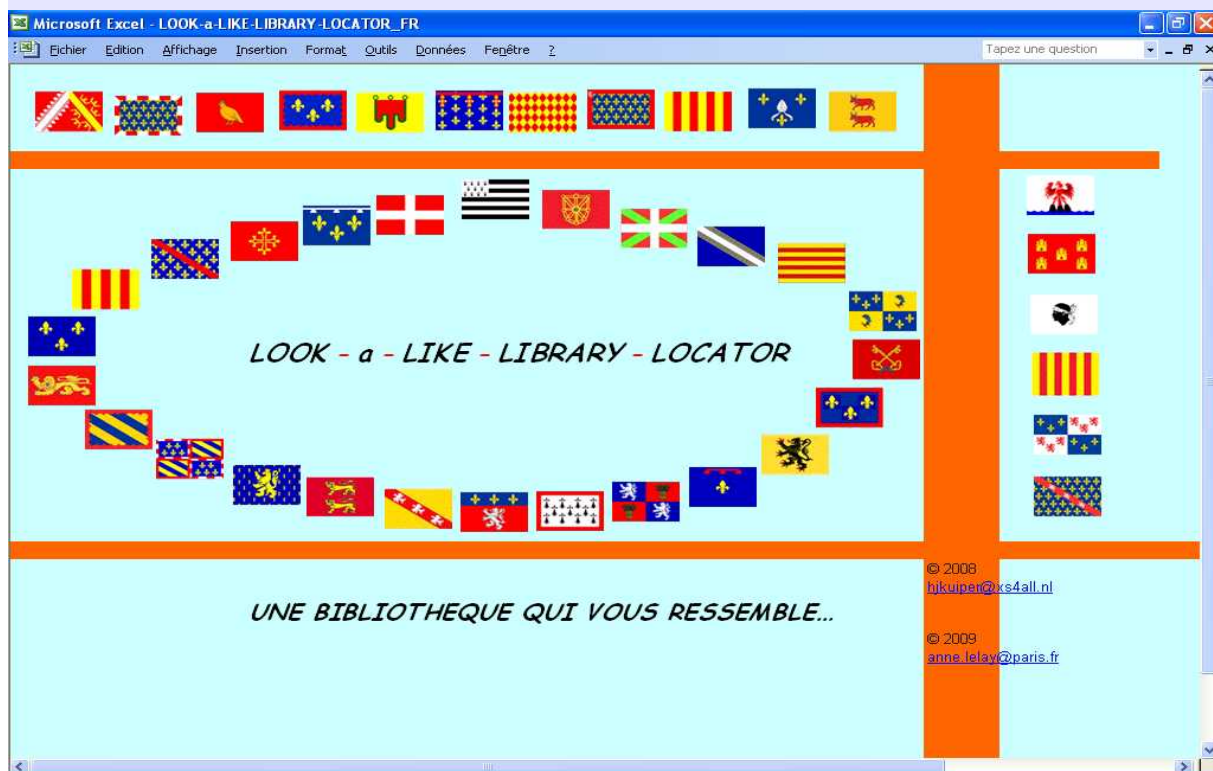 Microsoft Excel - LOOK-a-LIKE-LIBRARY-LOCATOR_FR
Fichier Edition Affichage Insertion Format Outils Données Fenêtre ?
Tapez une question
LOOK - a - LIKE - LIBRARY - LOCATOR
UNE BIBLIOTHEQUE QUI VOUS RESSEMBLE...
© 2008
hjkuiper@xs4all.nl
© 2009
anne.lelay@paris.fr